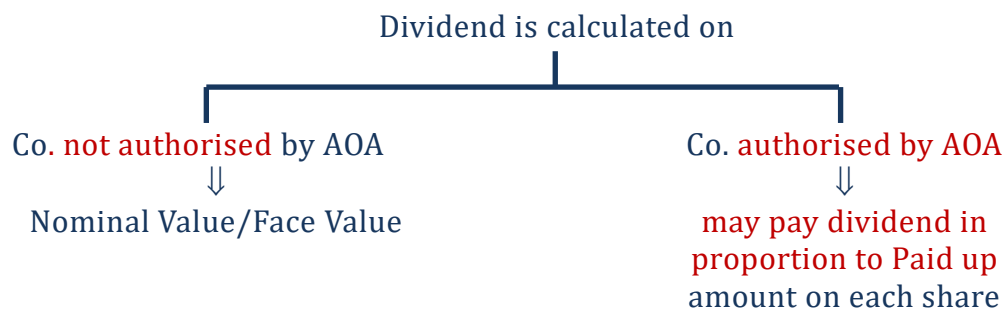 Dividend is calculated on
Co. not authorised by AOA
⇓
Nominal Value/Face Value
Co. authorised by AOA
⇓
may pay dividend in
proportion to Paid up
amount on each share